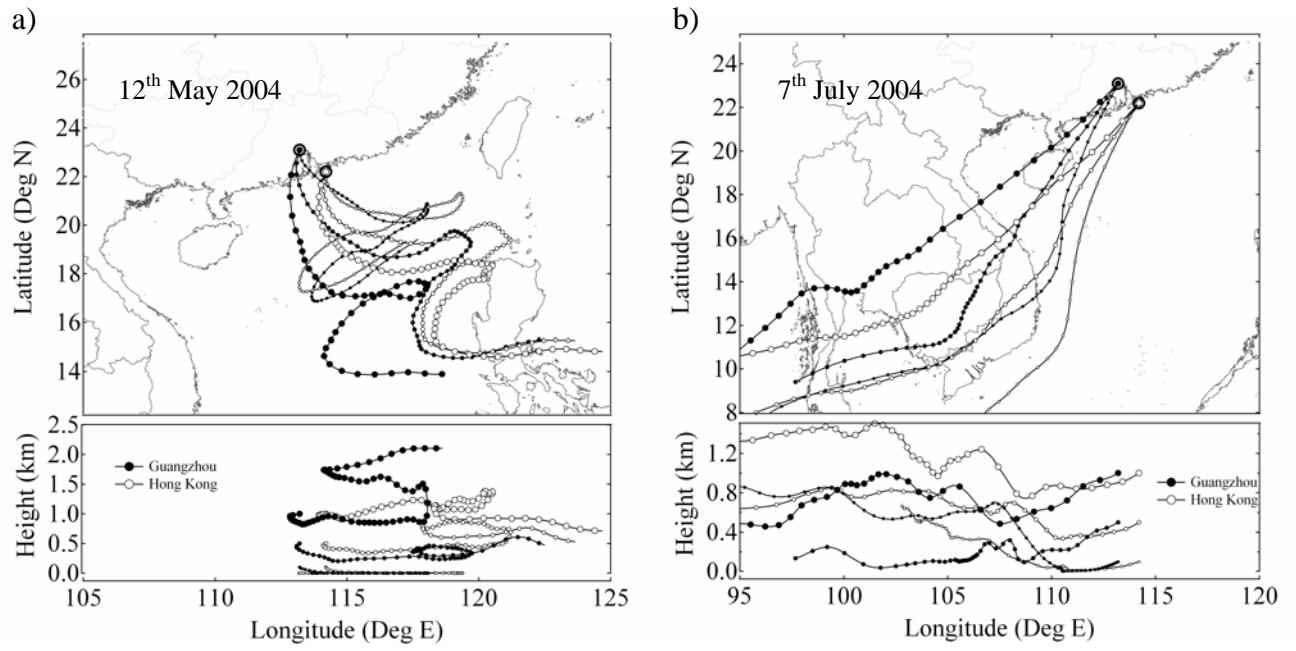 a)
12th May 2004
Latitude (Deg N)
26
24
22
20
18
16
14
Height (km)
2.5
2.0
1.5
1.0
0.5
0.0
Guangzhou
Hong Kong
105
110
115
120
125
Longitude (Deg E)
b)
7th July 2004
Latitude (Deg N)
24
22
20
18
16
14
12
10
8
Height (km)
1.2
0.8
0.4
0.0
Guangzhou
Hong Kong
95
100
105
110
115
120
Longitude (Deg E)